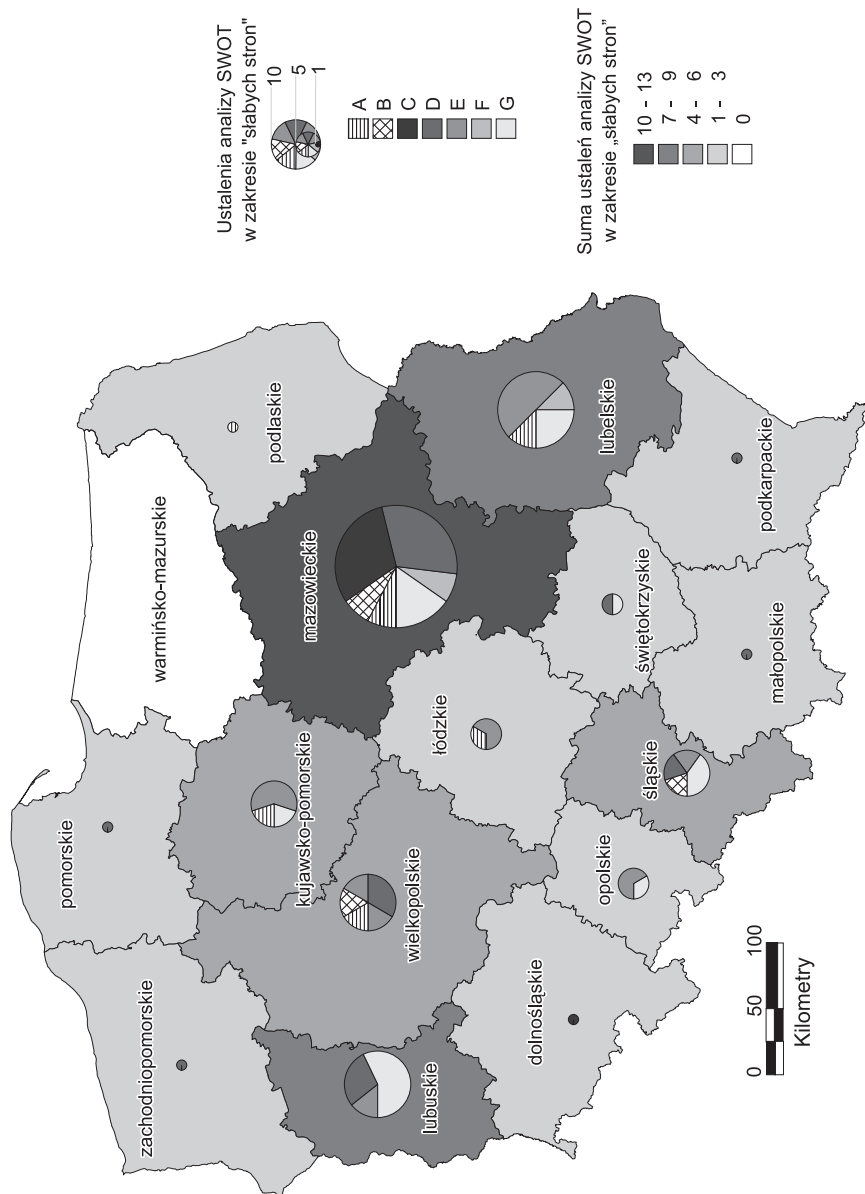 Ustalenia analizy SWOT
w zakresie "słabych stron"
10
5
1
A
B
C
D
E
F
G
Suma ustaleń analizy SWOT
w zakresie „słabych stron”
10 - 13
7 - 9
4 - 6
1 - 3
0
zachodniopomorskie
pomorskie
warmińsko-mazurskie
podlaskie
kujawsko-pomorskie
mazowieckie
lubuskie
wielkopolskie
łódzkie
lubelskie
dolnośląskie
opolskie
śląskie
świętokrzyskie
małopolskie
podkarpackie
0
50
100
Kilometry